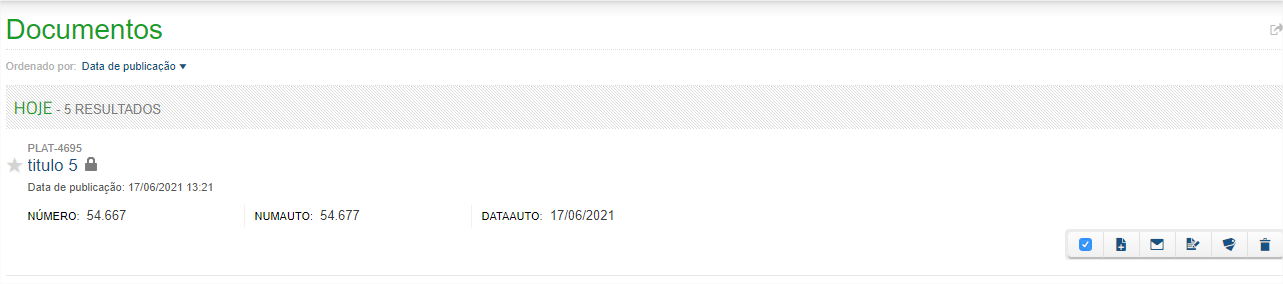 Documentos
Ordenado por: Data de publicação
HOJE - 5 RESULTADOS
PLAT-4695
titulo 5
Data de publicação: 17/06/2021 13:21
NÚMERO: 54.667 NUMAUTO: 54.677 DATAAUTO: 17/06/2021